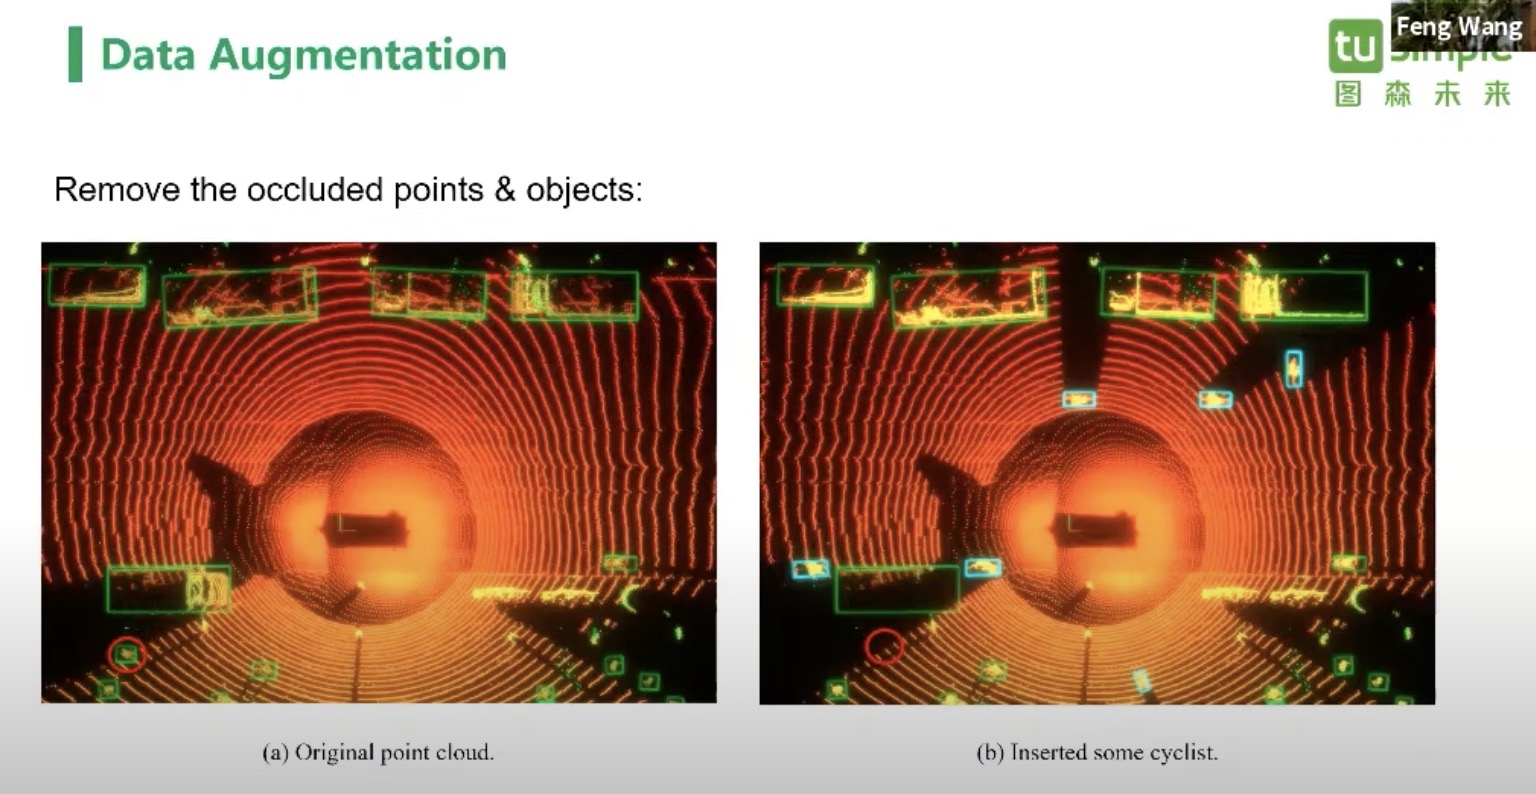 Data Augmentation
Feng Wang
tu simple
图森未来
Remove the occluded points & objects:
(a) Original point cloud.
(b) Inserted some cyclist.